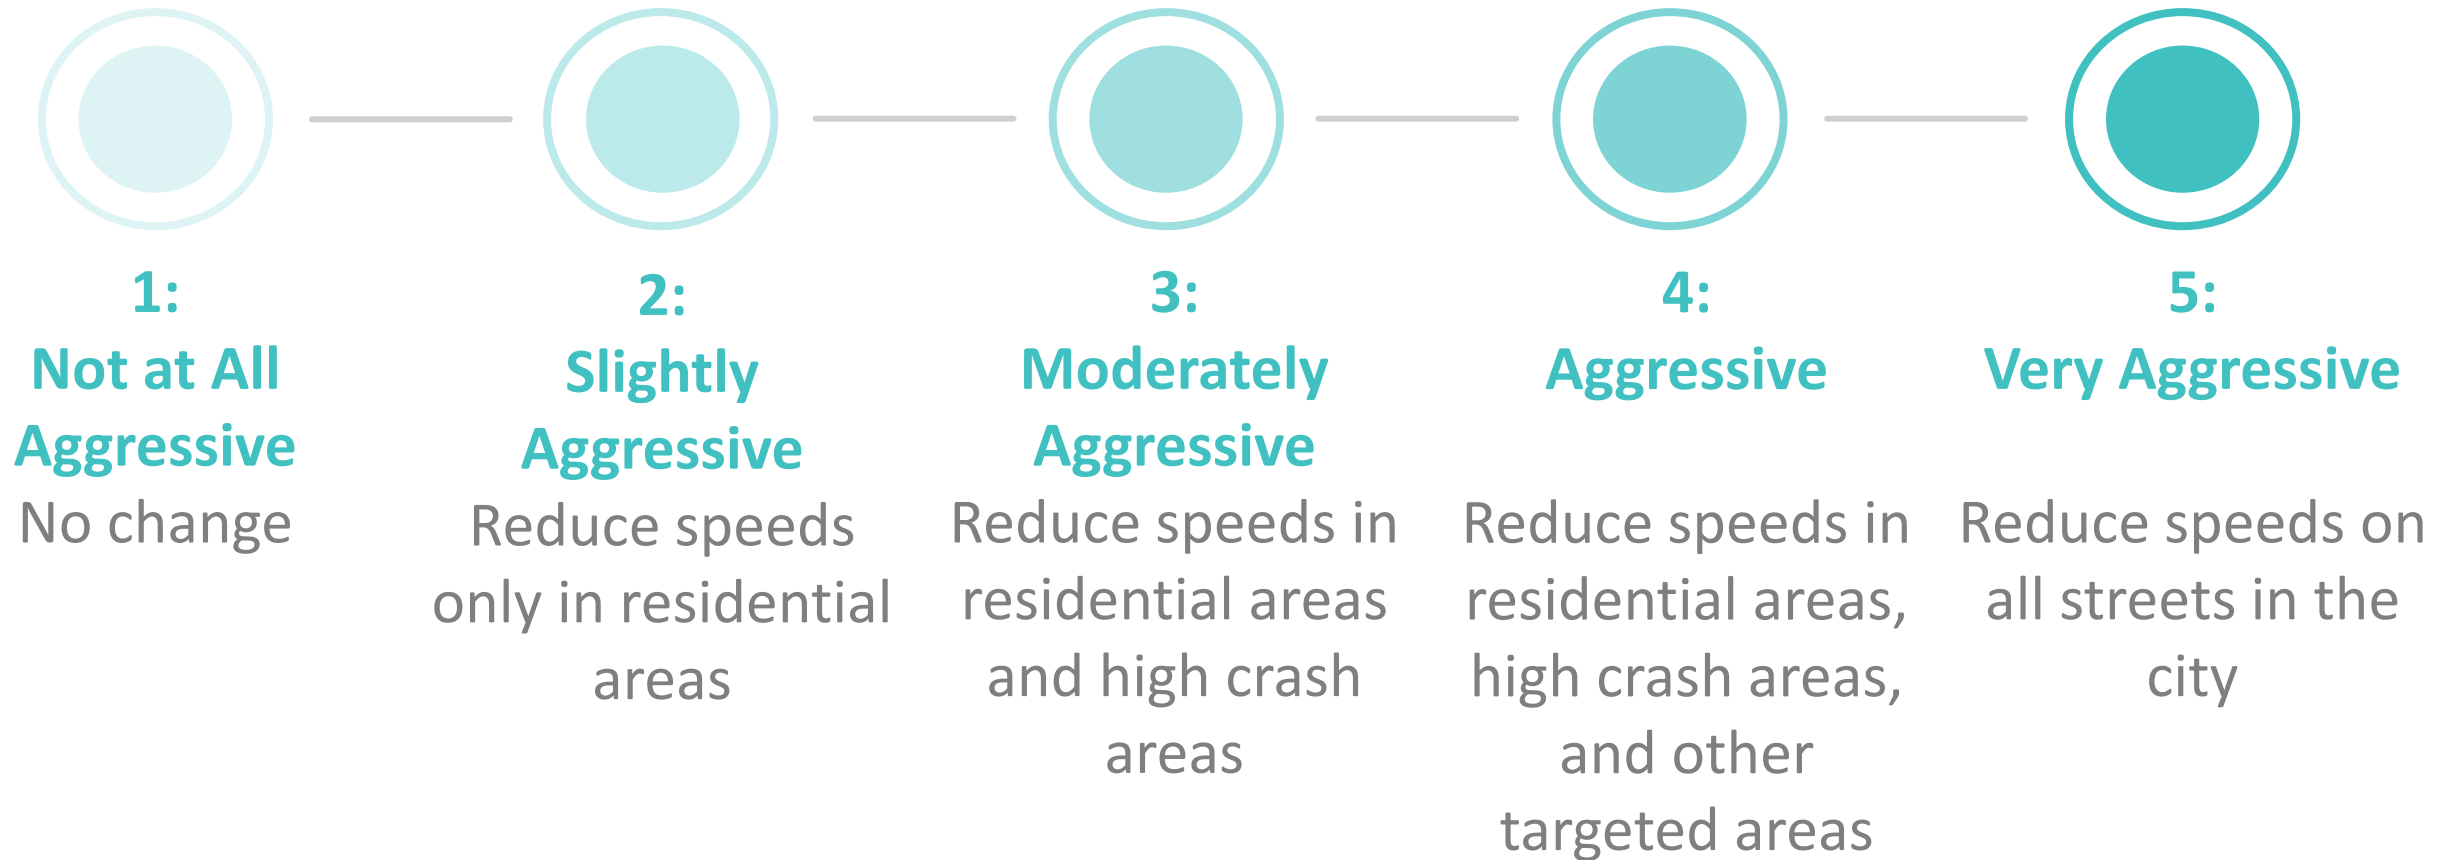 1:
Not at All
Aggressive
No change
2:
Slightly
Aggressive
Reduce speeds
only in residential
areas
3:
Moderately
Aggressive
Reduce speeds in
residential areas
and high crash
areas
4:
Aggressive
Reduce speeds in
residential areas,
high crash areas,
and other
targeted areas
5:
Very Aggressive
Reduce speeds on
all streets in the
city